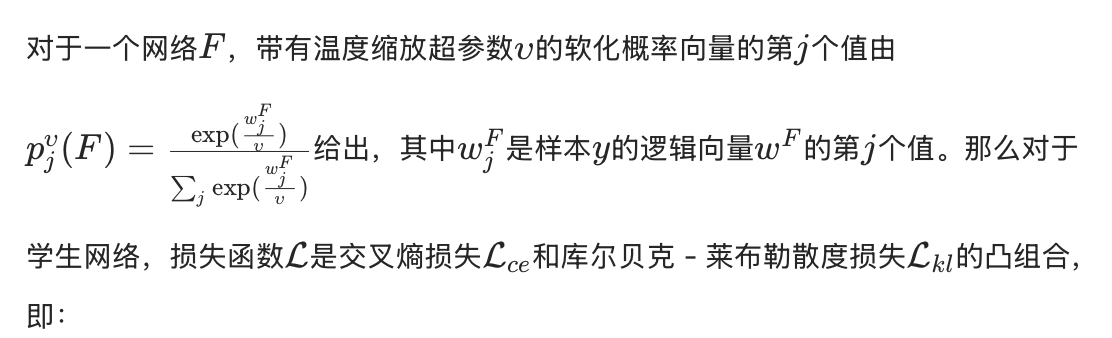 对于一个网络$F$，带有温度缩放超参数$\upsilon$的软化概率向量的第$j$个值由
$p_j^{\upsilon}(F) = \frac{\exp(\frac{w_j^F}{\upsilon})}{\sum_j \exp(\frac{w_j^F}{\upsilon})}$给出，其中$w_j^F$是样本$y$的逻辑向量$w^F$的第$j$个值。那么对于
学生网络，损失函数$\mathcal{L}$是交叉熵损失$\mathcal{L}_{ce}$和库尔贝克 - 莱布勒散度损失$\mathcal{L}_{kl}$的凸组合，
即：